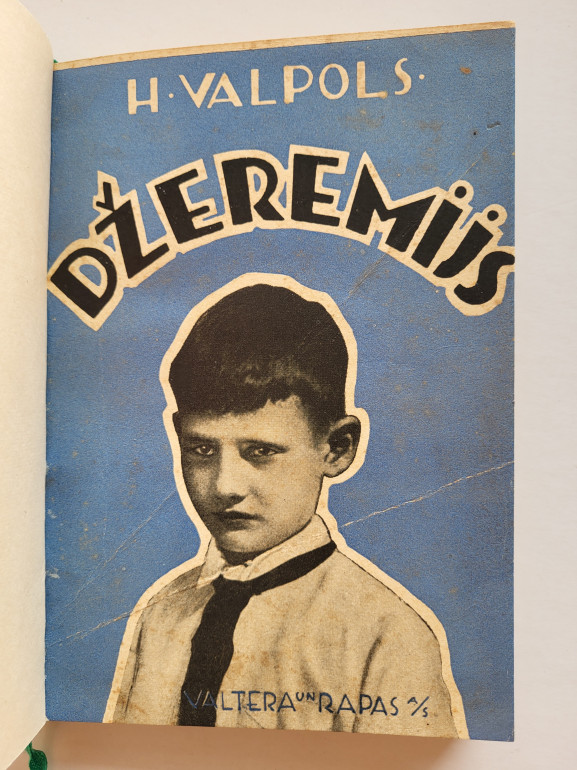 H. VALPOLS.
DŽEREMIJS
VALTERA UN RAPAS A/S